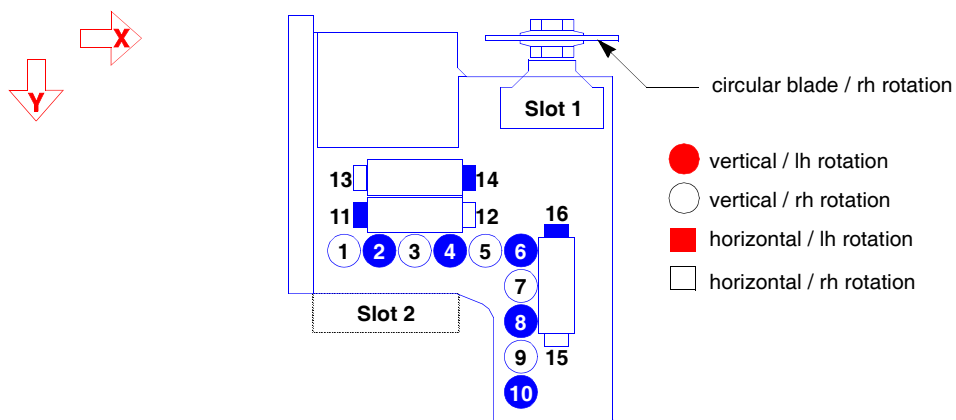 X
Y
Slot 1
circular blade / rh rotation
vertical / lh rotation
vertical / rh rotation
horizontal / lh rotation
horizontal / rh rotation
13 14
11 12 16
1 2 3 4 5 6
7
8
Slot 2
9 15
10